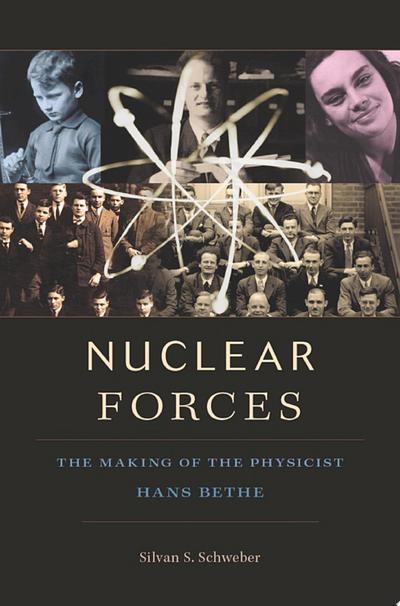 NUCLEAR
FORCES
THE MAKING OF THE PHYSICIST
HANS BETHE
Silvan S. Schweber